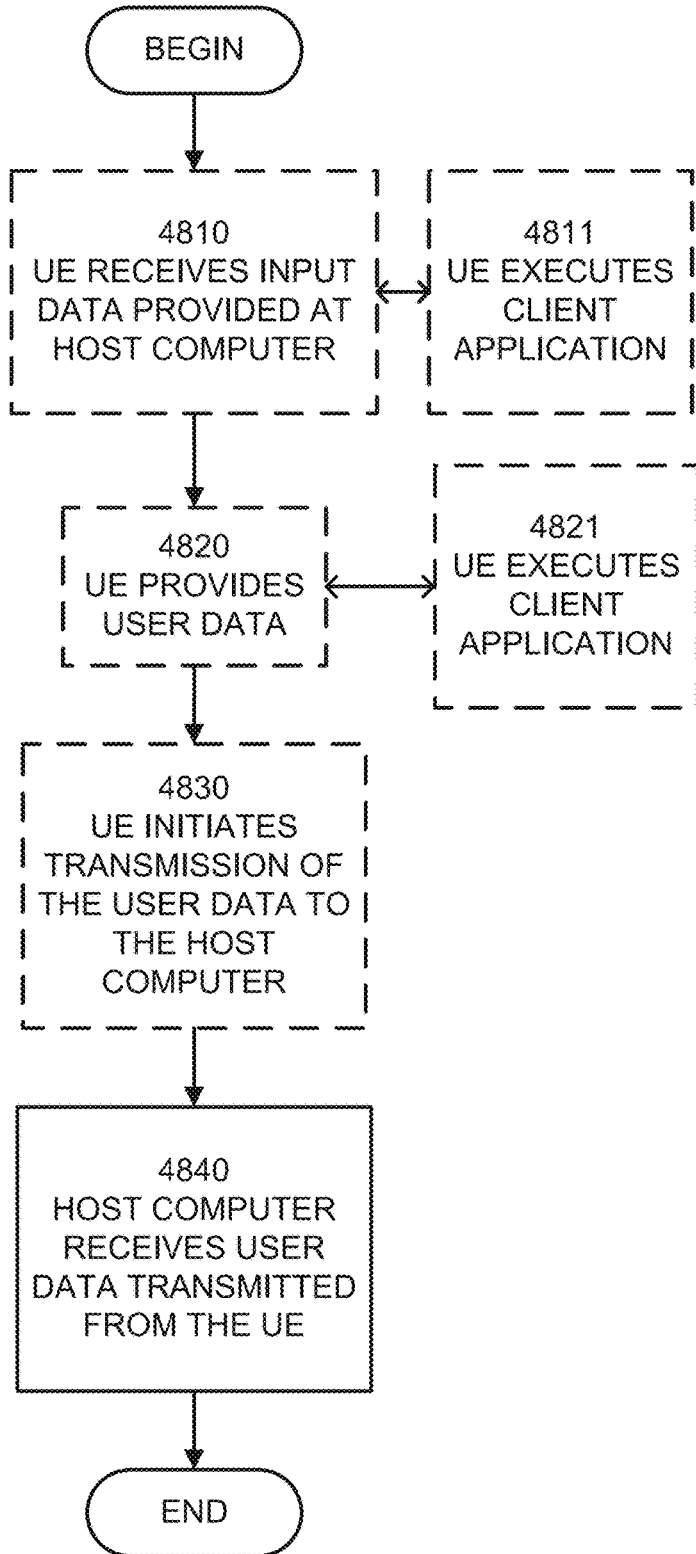 BEGIN
4810
UE RECEIVES INPUT
DATA PROVIDED AT
HOST COMPUTER
4811
UE EXECUTES
CLIENT
APPLICATION
4820
UE PROVIDES
USER DATA
4821
UE EXECUTES
CLIENT
APPLICATION
4830
UE INITIATES
TRANSMISSION OF
THE USER DATA TO
THE HOST
COMPUTER
4840
HOST COMPUTER
RECEIVES USER
DATA TRANSMITTED
FROM THE UE
END